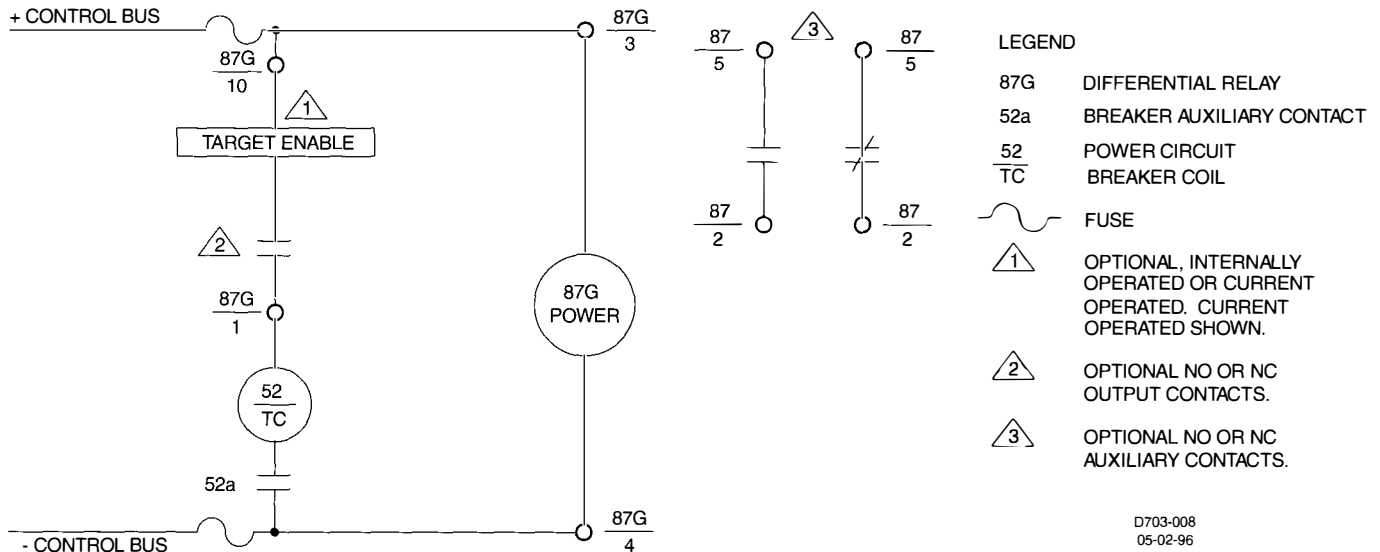 + CONTROL BUS
87G
3
87G
10
1
TARGET ENABLE
2
87G
1
87G
POWER
52
TC
52a
- CONTROL BUS
87G
4
3
87
5
87
5
87
2
87
2
LEGEND
87G DIFFERENTIAL RELAY
52a BREAKER AUXILIARY CONTACT
52 POWER CIRCUIT
TC BREAKER COIL
FUSE
1 OPTIONAL, INTERNALLY
OPERATED OR CURRENT
OPERATED. CURRENT
OPERATED SHOWN.
2 OPTIONAL NO OR NC
OUTPUT CONTACTS.
3 OPTIONAL NO OR NC
AUXILIARY CONTACTS.
D703-008
05-02-96